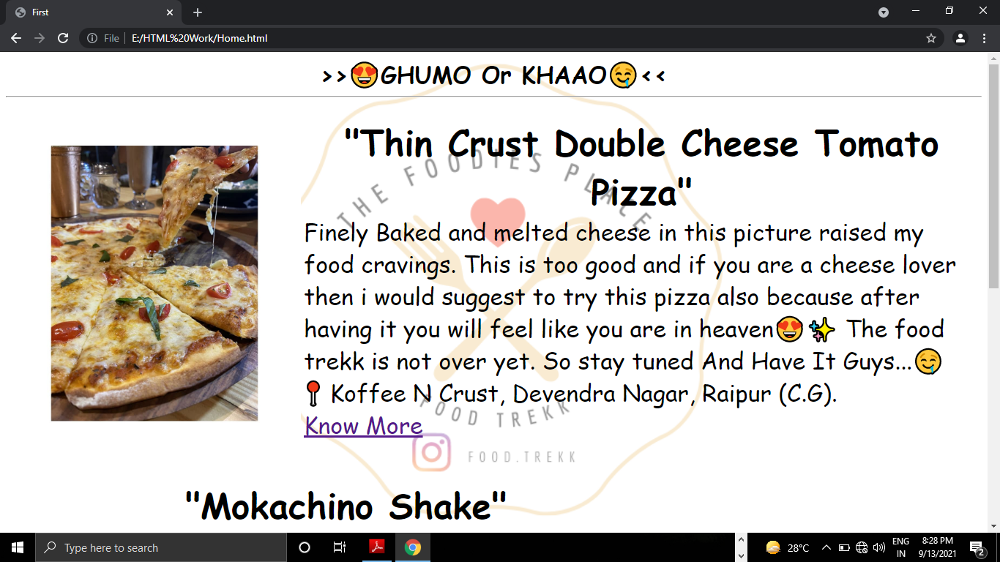 First
File
E:/HTML%20Work/Home.html
>>😍GHUMO Or KHAAO🤤<<
"Thin Crust Double Cheese Tomato
Pizza"
THE FOODIES PLACE
Finely Baked and melted cheese in this picture raised my
food cravings. This is too good and if you are a cheese lover
then i would suggest to try this pizza also because after
having it you will feel like you are in heaven😍✨ The food
trekk is not over yet. So stay tuned And Have It Guys...🤤
📍Koffee N Crust, Devendra Nagar, Raipur (C.G).
FOOD TREKK
Know More
FOOD.TREKK
"Mokachino Shake"
Type here to search
28°C
ENG
IN
8:28 PM
9/13/2021
2